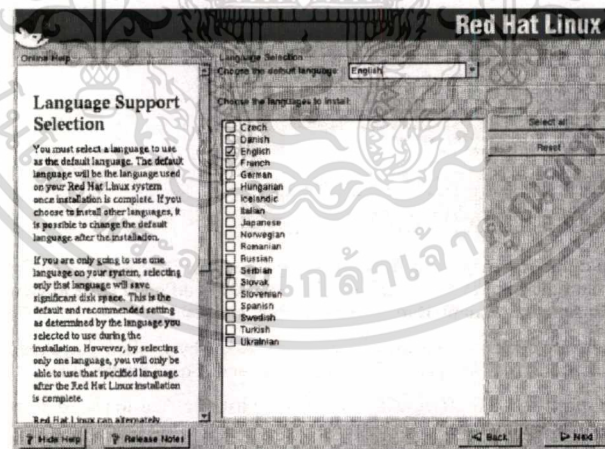 Red Hat Linux
Online Help
Language Support
Selection
You must select a language to use
as the default language. The default
language will be the language used
on your Red Hat Linux system
once installation is complete. If you
choose to install other languages, it
is possible to change the default
language after the installation.
If you are only going to use one
language on your system, selecting
only that language will save
significant disk space. This is the
default and recommended setting
as determined by the language you
selected to use during the
installation. However, by selecting
only one language, you will only be
able to use that specified language
after the Red Hat Linux installation
is complete.
Red Hat Linux can alternately
Language Selection
Choose the default language: English
Choose the languages to install:
Czech
Danish
English
French
German
Hungarian
Icelandic
Italian
Japanese
Norwegian
Romanian
Russian
Serbian
Slovak
Slovenian
Spanish
Swedish
Turkish
Ukrainian
Select all
Reset
Hide Help
Release Notes
Back
Next